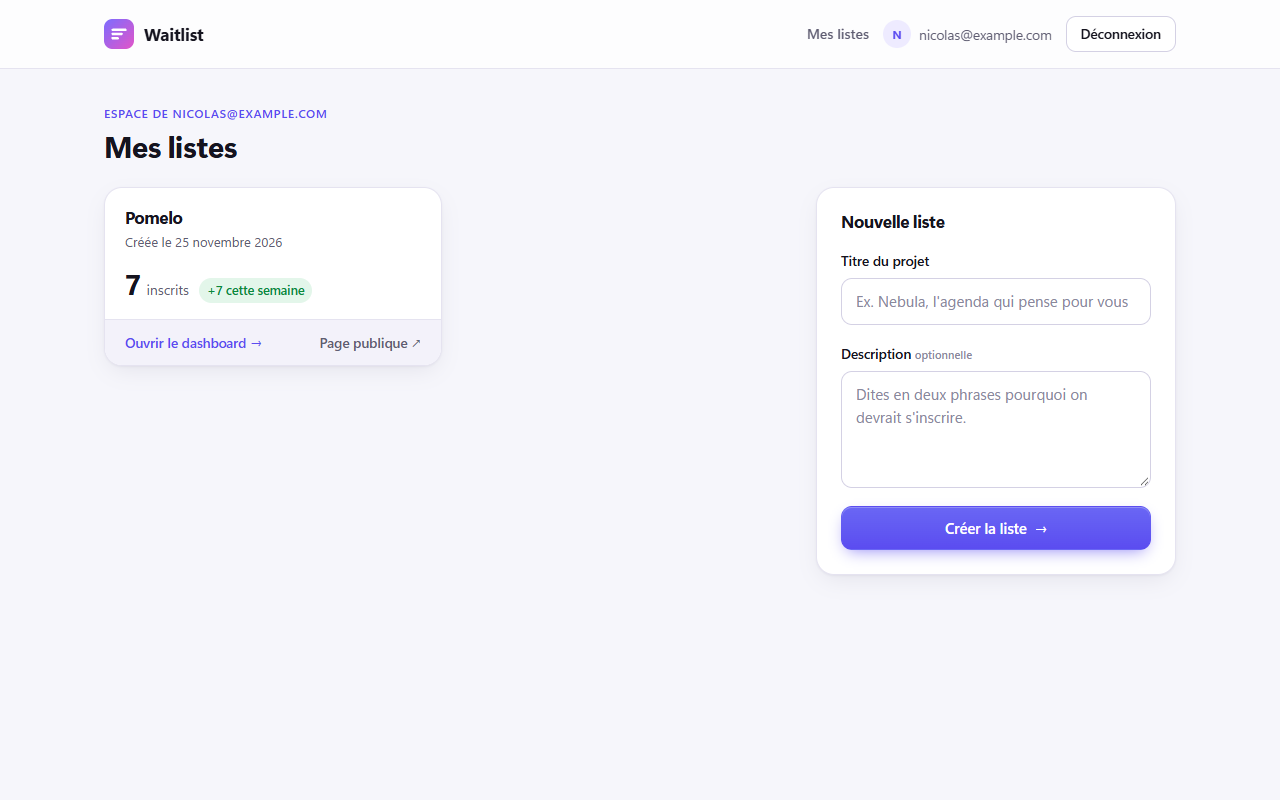 Waitlist
Mes listes
N
nicolas@example.com
Déconnexion
ESPACE DE NICOLAS@EXAMPLE.COM
Mes listes
Pomelo
Créée le 25 novembre 2026
7 inscrits +7 cette semaine
Ouvrir le dashboard →
Page publique ↗
Nouvelle liste
Titre du projet
Ex. Nebula, l'agenda qui pense pour vous
Description optionnelle
Dites en deux phrases pourquoi on
devrait s'inscrire.
Créer la liste →